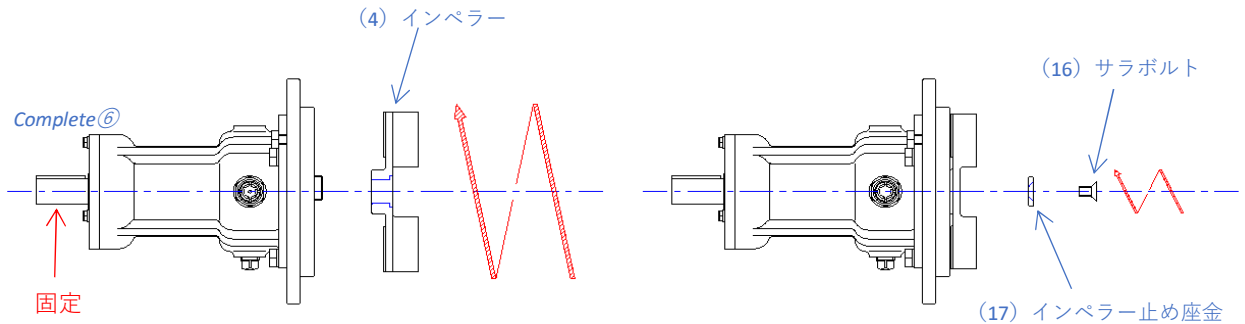 (4) インペラー
(16) サラボルト
Complete⑥
固定
(17) インペラー止め座金